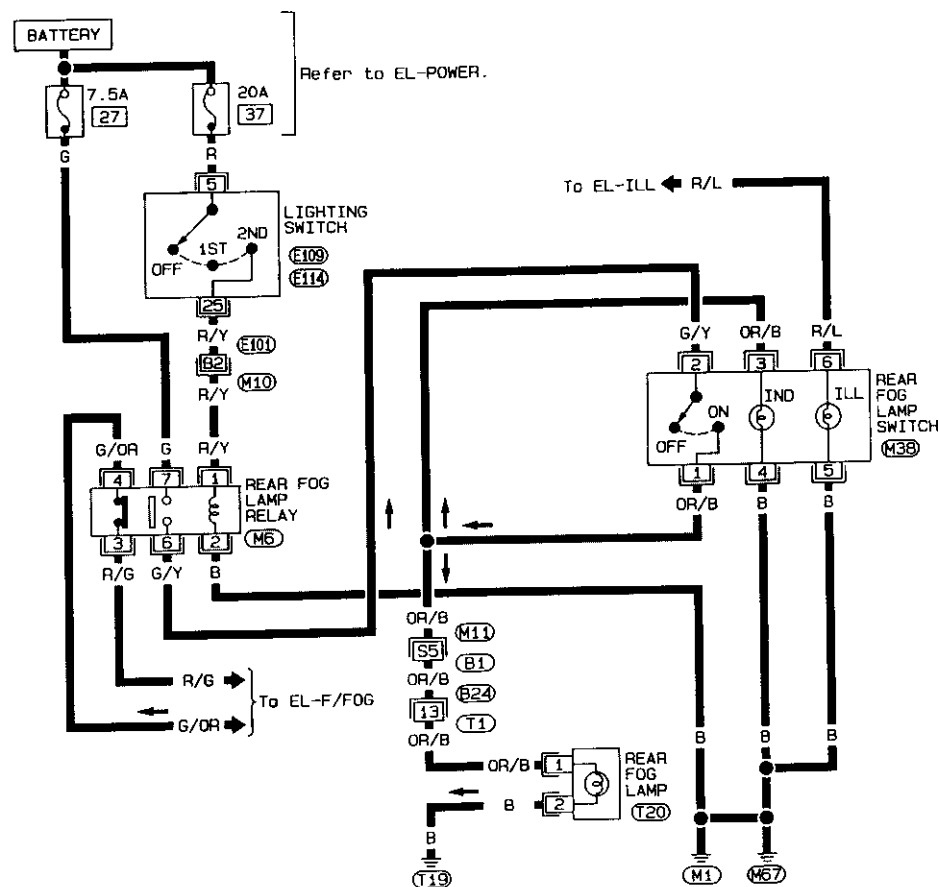 BATTERY
Refer to EL-POWER.
7.5A
27
20A
37
G
R
5
To EL-ILL
R/L
LIGHTING
SWITCH
2ND
1ST
OFF
E109
E114
25
R/Y
E101
B2
M10
R/Y
G/Y
OR/B
R/L
2
3
6
REAR
FOG
LAMP
SWITCH
IND
ILL
ON
OFF
M38
1
4
5
OR/B
B
B
G/OR
G
R/Y
4
7
1
REAR FOG
LAMP
RELAY
M6
3
6
2
R/G
G/Y
B
OR/B
M11
S5
B1
OR/B
B24
13
T1
OR/B
R/G
To EL-F/FOG
G/OR
B
B
B
OR/B
1
REAR
FOG
LAMP
B
2
T20
B
T19
M1
M67